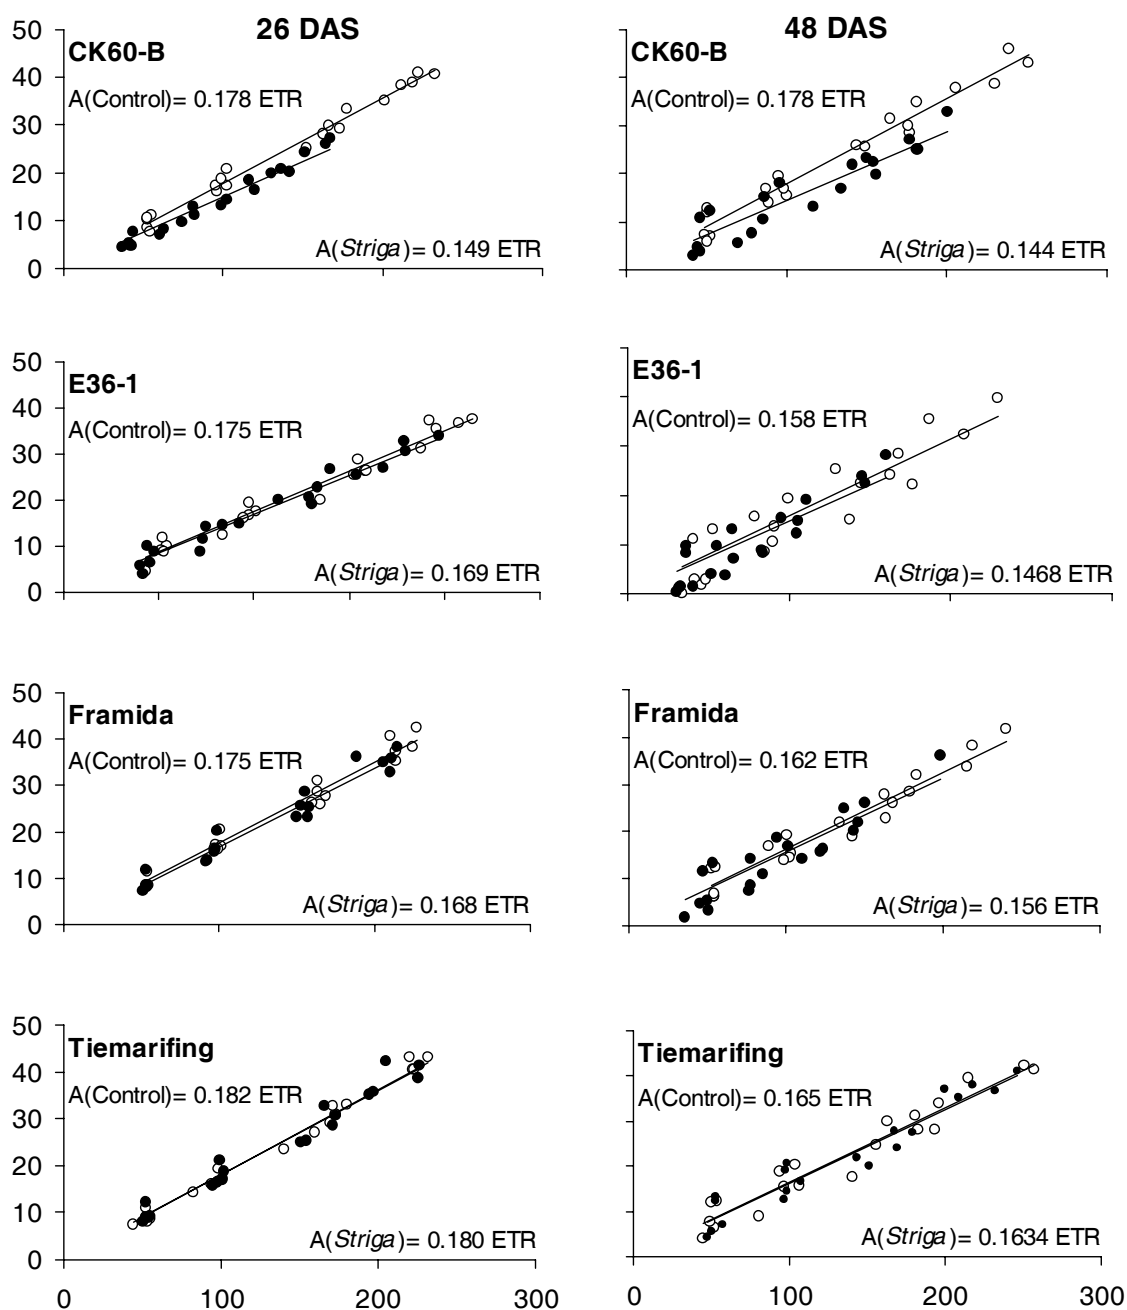 26 DAS
48 DAS
50
40
30
20
10
0
CK60-B
A(Control)= 0.178 ETR
A(Striga)= 0.149 ETR
CK60-B
A(Control)= 0.178 ETR
A(Striga)= 0.144 ETR
50
40
30
20
10
0
E36-1
A(Control)= 0.175 ETR
A(Striga)= 0.169 ETR
E36-1
A(Control)= 0.158 ETR
A(Striga)= 0.1468 ETR
50
40
30
20
10
0
Framida
A(Control)= 0.175 ETR
A(Striga)= 0.168 ETR
Framida
A(Control)= 0.162 ETR
A(Striga)= 0.156 ETR
50
40
30
20
10
0
Tiemarifing
A(Control)= 0.182 ETR
A(Striga)= 0.180 ETR
Tiemarifing
A(Control)= 0.165 ETR
A(Striga)= 0.1634 ETR
0 100 200 300
0 100 200 300